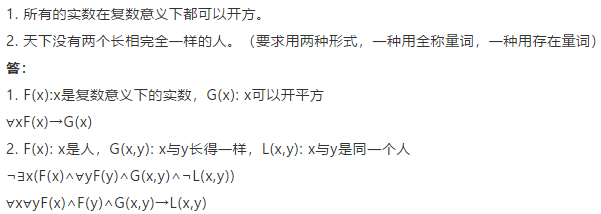 1. 所有的实数在复数意义下都可以开方。
2. 天下没有两个长相完全一样的人。（要求用两种形式，一种用全称量词，一种用存在量词）
答：
1. F(x):x是复数意义下的实数，G(x): x可以开平方
∀xF(x)→G(x)
2. F(x): x是人，G(x,y): x与y长得一样，L(x,y): x与y是同一个人
¬∃x(F(x)∧∀yF(y)∧G(x,y)∧¬L(x,y))
∀x∀yF(x)∧F(y)∧G(x,y)→L(x,y)